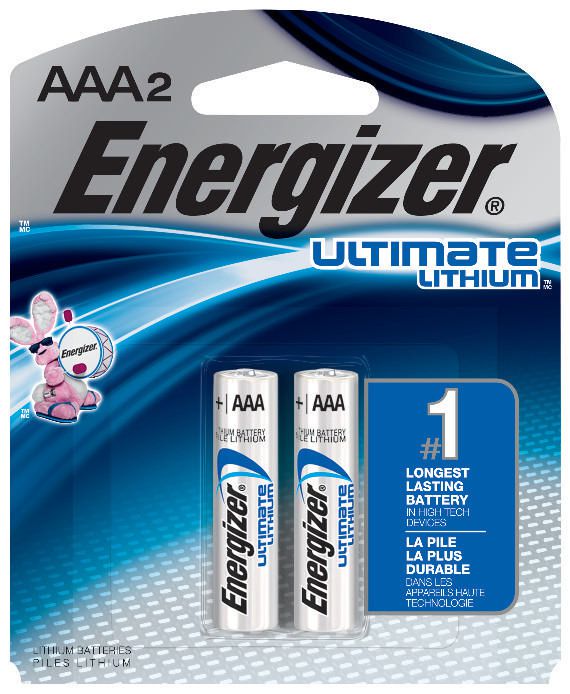 AAA2
Energizer®
TM
MC
ULTIMATE
LITHIUM TM
MC
Energizer.
TM
MC
+ AAA
THIUM BATTERY
PILE LITHIUM
Energizer®
ULTIMATE
LITHIUM
+ AAA
THIUM BATTERY
PILE LITHIUM
Energizer®
ULTIMATE
LITHIUM
#1
LONGEST
LASTING
BATTERY
IN HIGH TECH
DEVICES
LA PILE
LA PLUS
DURABLE
DANS LES
APPAREILS HAUTE
TECHNOLOGIE
LITHIUM BATTERIES
PILES LITHIUM